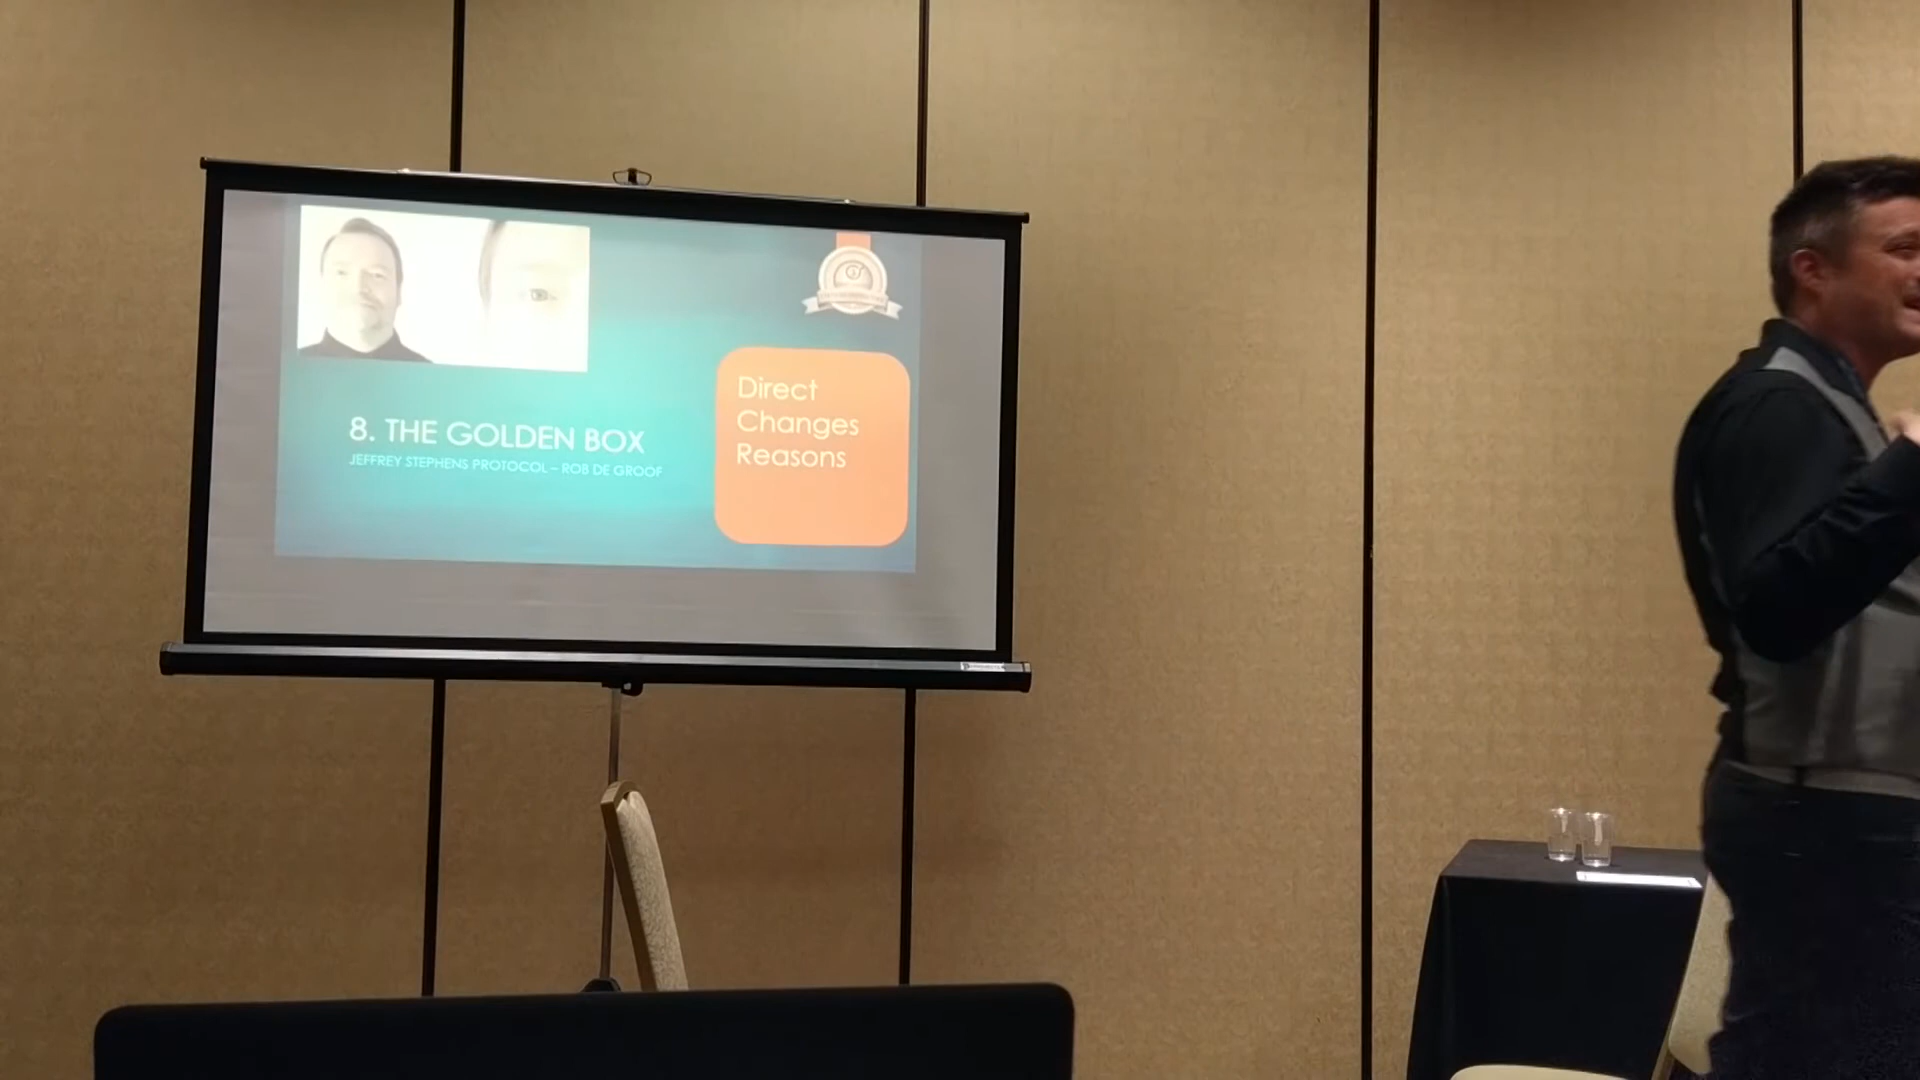 8. THE GOLDEN BOX
JEFFREY STEPHENS PROTOCOL – ROB DE GROOF
Direct
Changes
Reasons